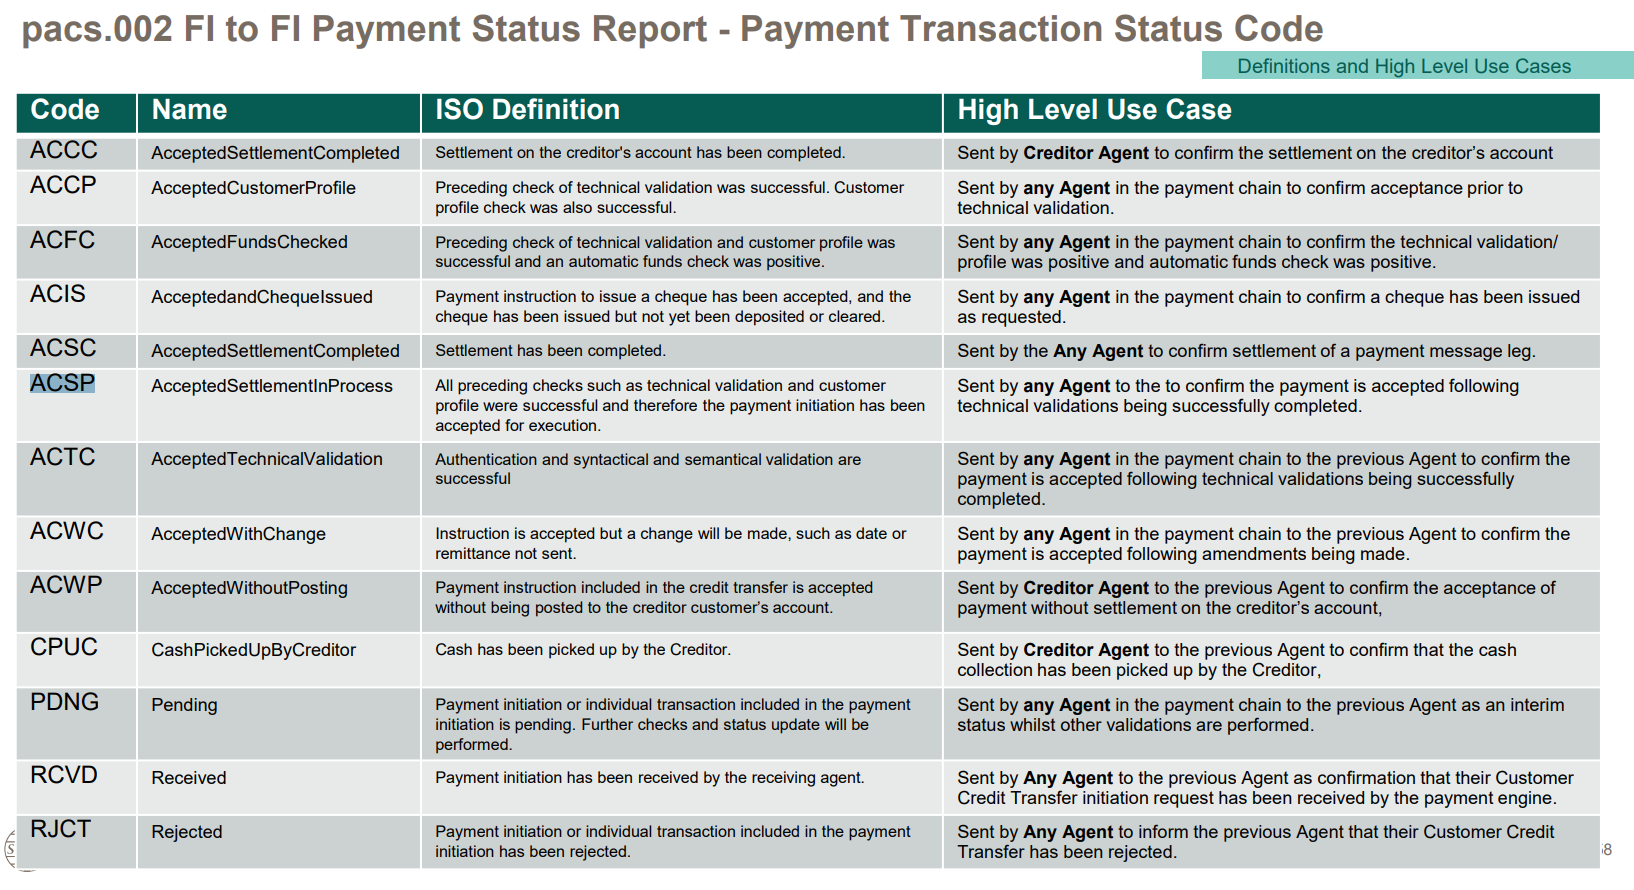 pacs.002 FI to FI Payment Status Report - Payment Transaction Status Code
Definitions and High Level Use Cases
Code Name ISO Definition High Level Use Case
ACCC AcceptedSettlementCompleted Settlement on the creditor's account has been completed. Sent by Creditor Agent to confirm the settlement on the creditor’s account
ACCP AcceptedCustomerProfile Preceding check of technical validation was successful. Customer
profile check was also successful.
Sent by any Agent in the payment chain to confirm acceptance prior to
technical validation.
ACFC AcceptedFundsChecked Preceding check of technical validation and customer profile was
successful and an automatic funds check was positive.
Sent by any Agent in the payment chain to confirm the technical validation/
profile was positive and automatic funds check was positive.
ACIS AcceptedandChequeIssued Payment instruction to issue a cheque has been accepted, and the
cheque has been issued but not yet been deposited or cleared.
Sent by any Agent in the payment chain to confirm a cheque has been issued
as requested.
ACSC AcceptedSettlementCompleted Settlement has been completed. Sent by the Any Agent to confirm settlement of a payment message leg.
ACSP AcceptedSettlementInProcess All preceding checks such as technical validation and customer
profile were successful and therefore the payment initiation has been
accepted for execution.
Sent by any Agent to the to confirm the payment is accepted following
technical validations being successfully completed.
ACTC AcceptedTechnicalValidation Authentication and syntactical and semantical validation are
successful
Sent by any Agent in the payment chain to the previous Agent to confirm the
payment is accepted following technical validations being successfully
completed.
ACWC AcceptedWithChange Instruction is accepted but a change will be made, such as date or
remittance not sent.
Sent by any Agent in the payment chain to the previous Agent to confirm the
payment is accepted following amendments being made.
ACWP AcceptedWithoutPosting Payment instruction included in the credit transfer is accepted
without being posted to the creditor customer’s account.
Sent by Creditor Agent to the previous Agent to confirm the acceptance of
payment without settlement on the creditor’s account,
CPUC CashPickedUpByCreditor Cash has been picked up by the Creditor. Sent by Creditor Agent to the previous Agent to confirm that the cash
collection has been picked up by the Creditor,
PDNG Pending Payment initiation or individual transaction included in the payment
initiation is pending. Further checks and status update will be
performed.
Sent by any Agent in the payment chain to the previous Agent as an interim
status whilst other validations are performed.
RCVD Received Payment initiation has been received by the receiving agent. Sent by Any Agent to the previous Agent as confirmation that their Customer
Credit Transfer initiation request has been received by the payment engine.
RJCT Rejected Payment initiation or individual transaction included in the payment
initiation has been rejected.
Sent by Any Agent to inform the previous Agent that their Customer Credit
Transfer has been rejected.